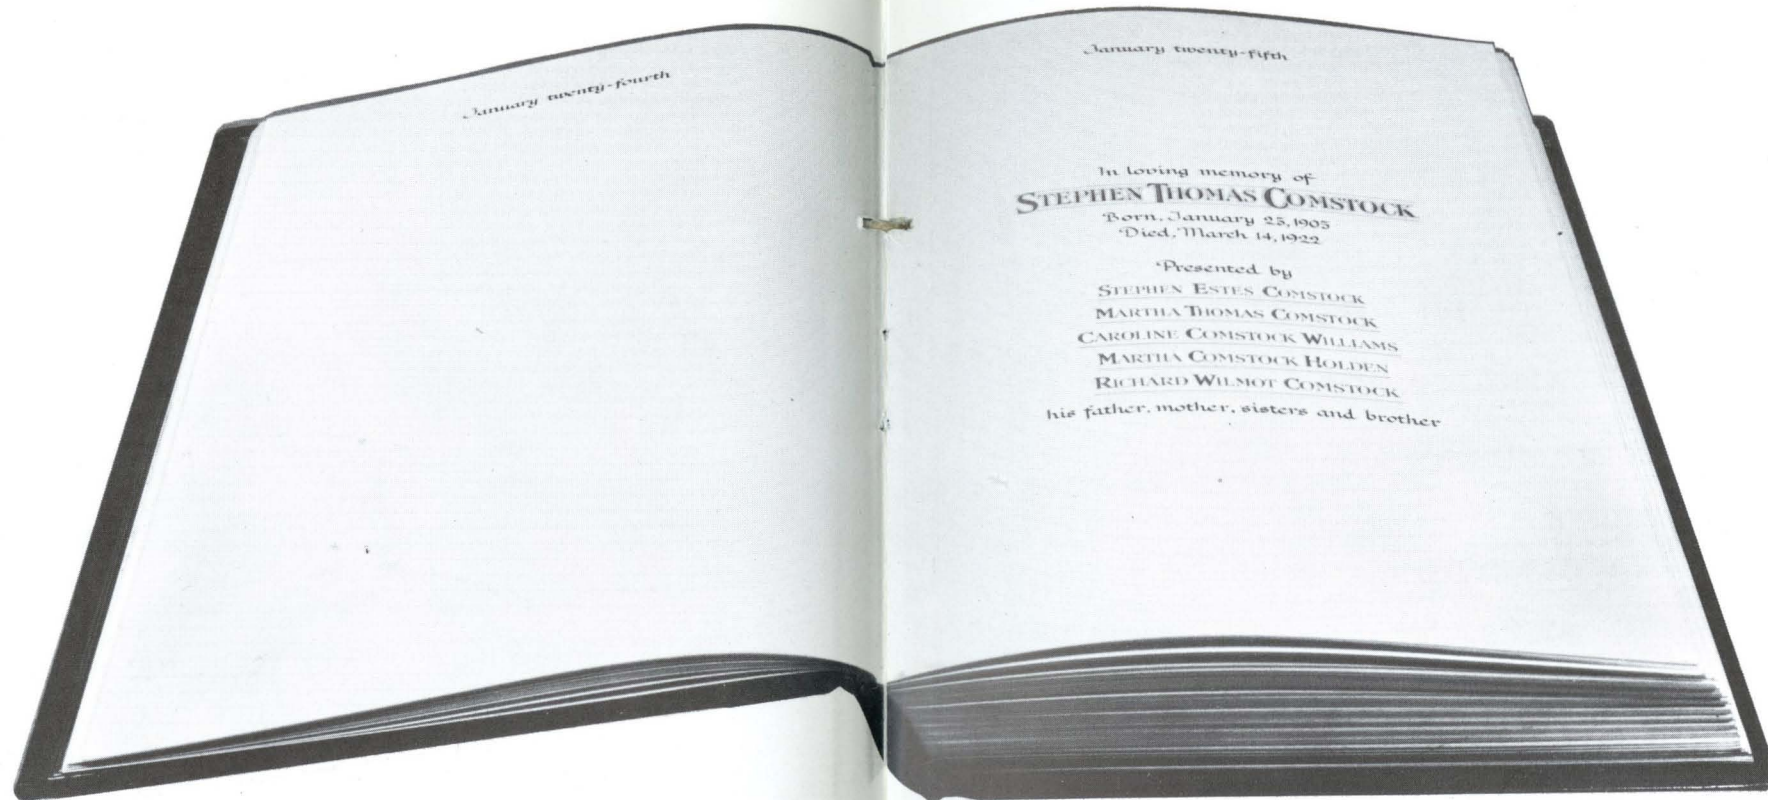 January twenty-fourth
January twenty-fifth
In loving memory of
STEPHEN THOMAS COMSTOCK
Born, January 25, 1905
Died, March 14, 1922
Presented by
STEPHEN ESTES COMSTOCK
MARTHA THOMAS COMSTOCK
CAROLINE COMSTOCK WILLIAMS
MARTHA COMSTOCK HOLDEN
RICHARD WILMOT COMSTOCK
his father, mother, sisters and brother